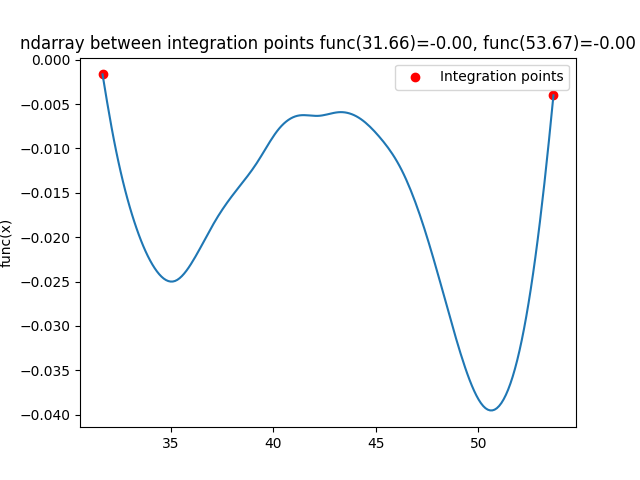 ndarray between integration points func(31.66)=-0.00, func(53.67)=-0.00
Integration points
0.000
−0.005
−0.010
−0.015
−0.020
−0.025
−0.030
−0.035
−0.040
func(x)
35 40 45 50